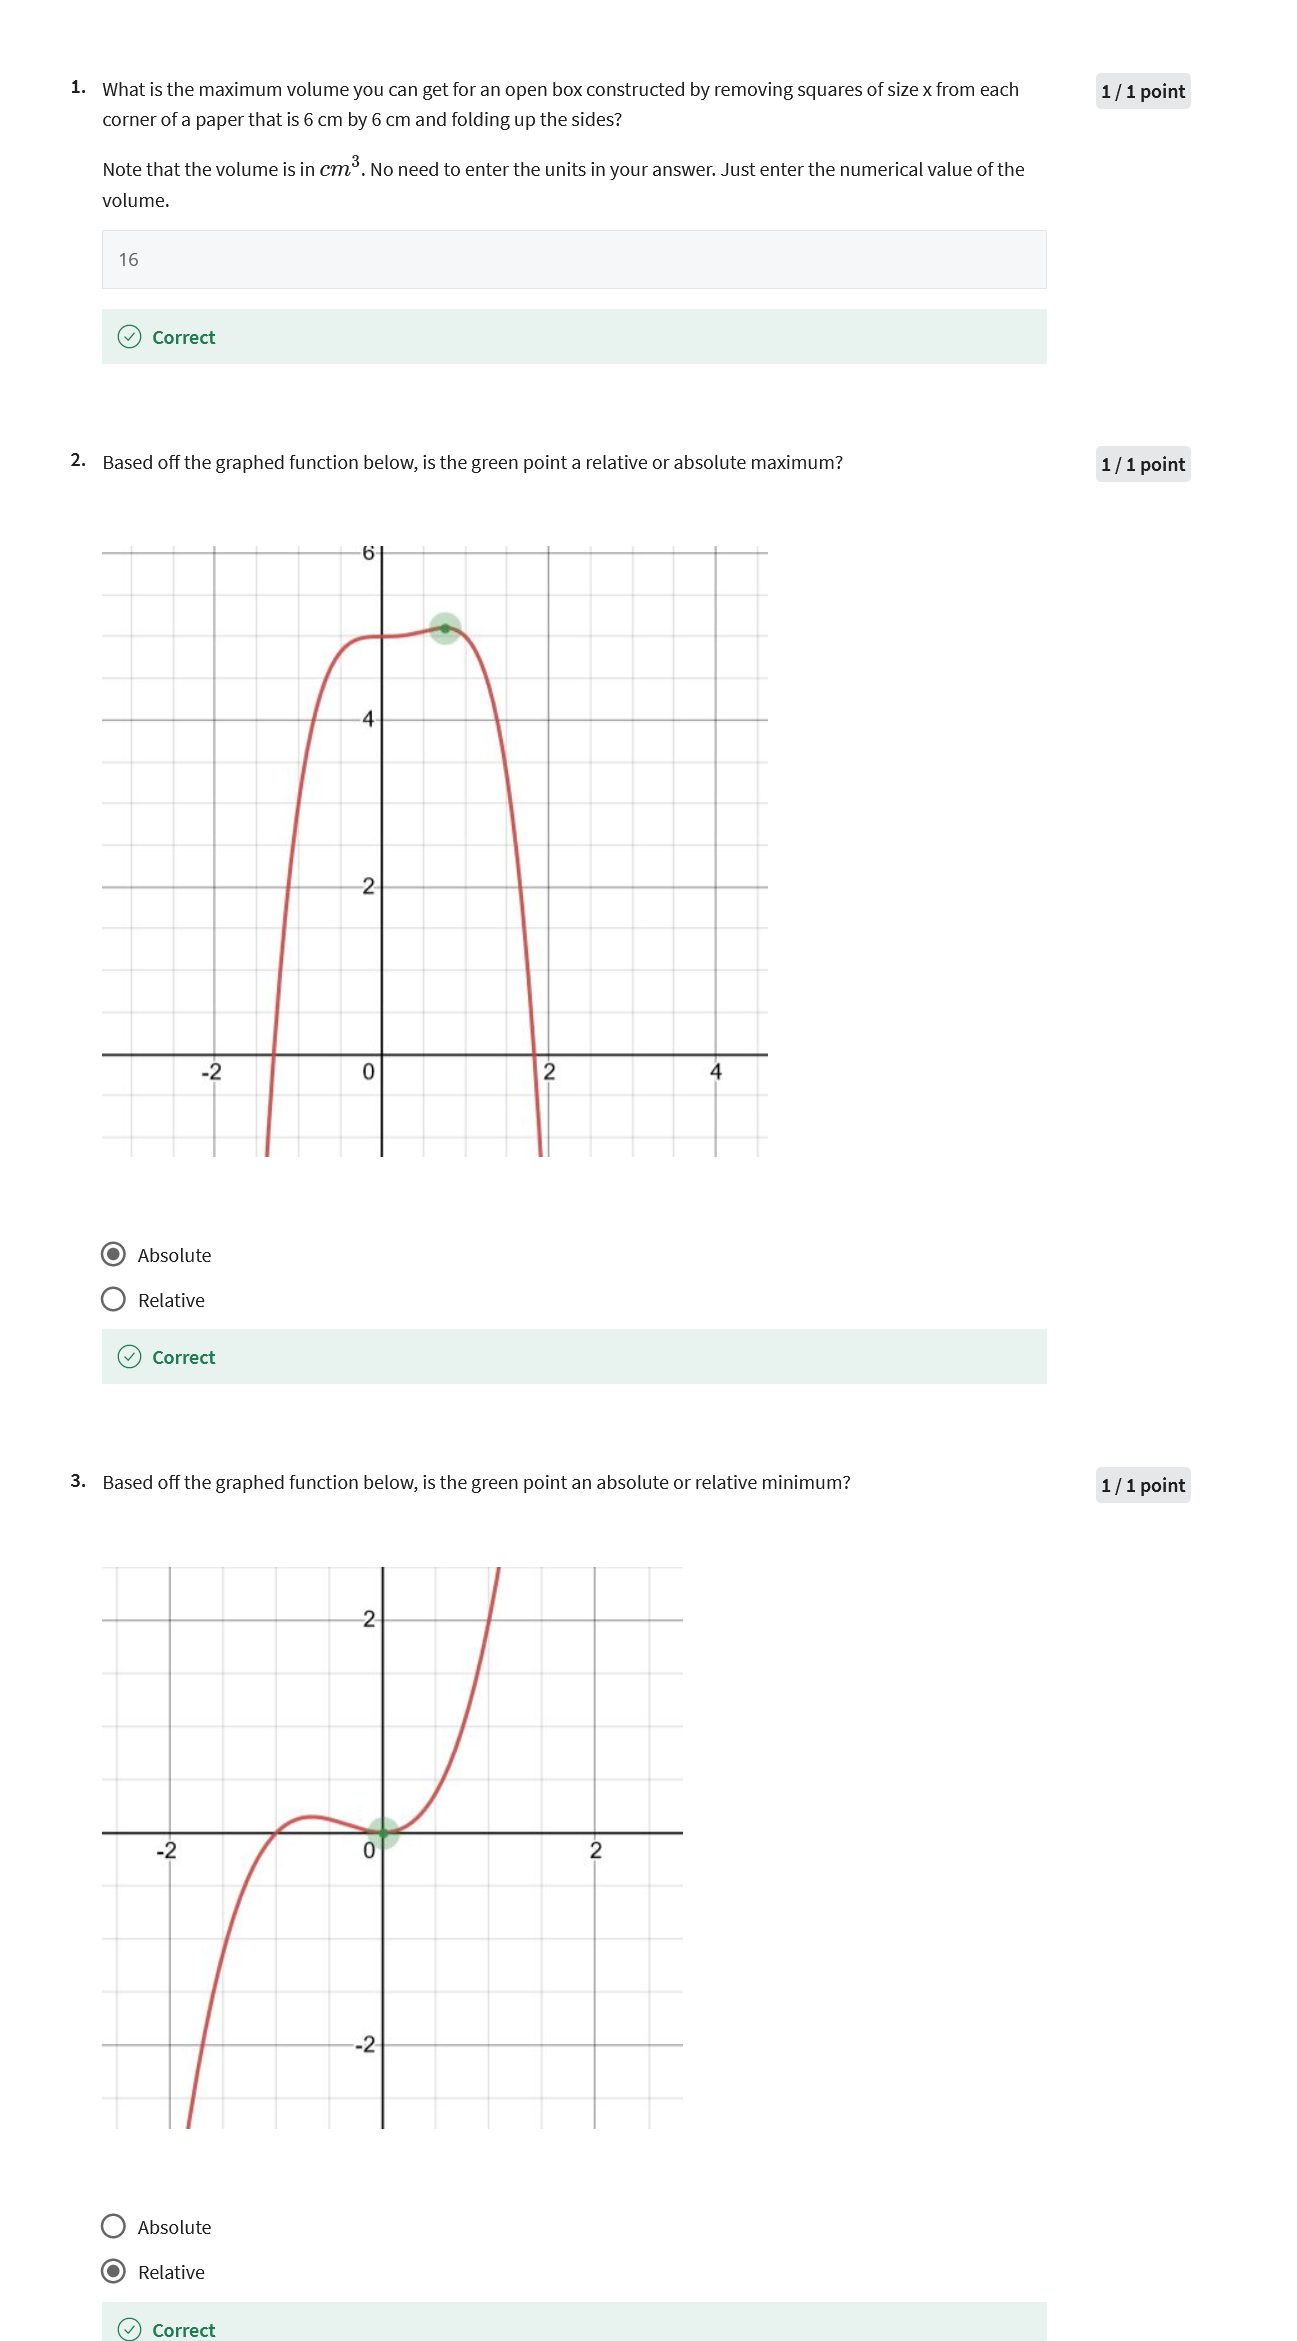 1. What is the maximum volume you can get for an open box constructed by removing squares of size x from each
1 / 1 point
corner of a paper that is 6 cm by 6 cm and folding up the sides?
Note that the volume is in cm³. No need to enter the units in your answer. Just enter the numerical value of the
volume.
16
Correct
2. Based off the graphed function below, is the green point a relative or absolute maximum?
1 / 1 point
6
4
2
-2 0 2 4
Absolute
Relative
Correct
3. Based off the graphed function below, is the green point an absolute or relative minimum?
1 / 1 point
2
-2 0 2
-2
Absolute
Relative
Correct